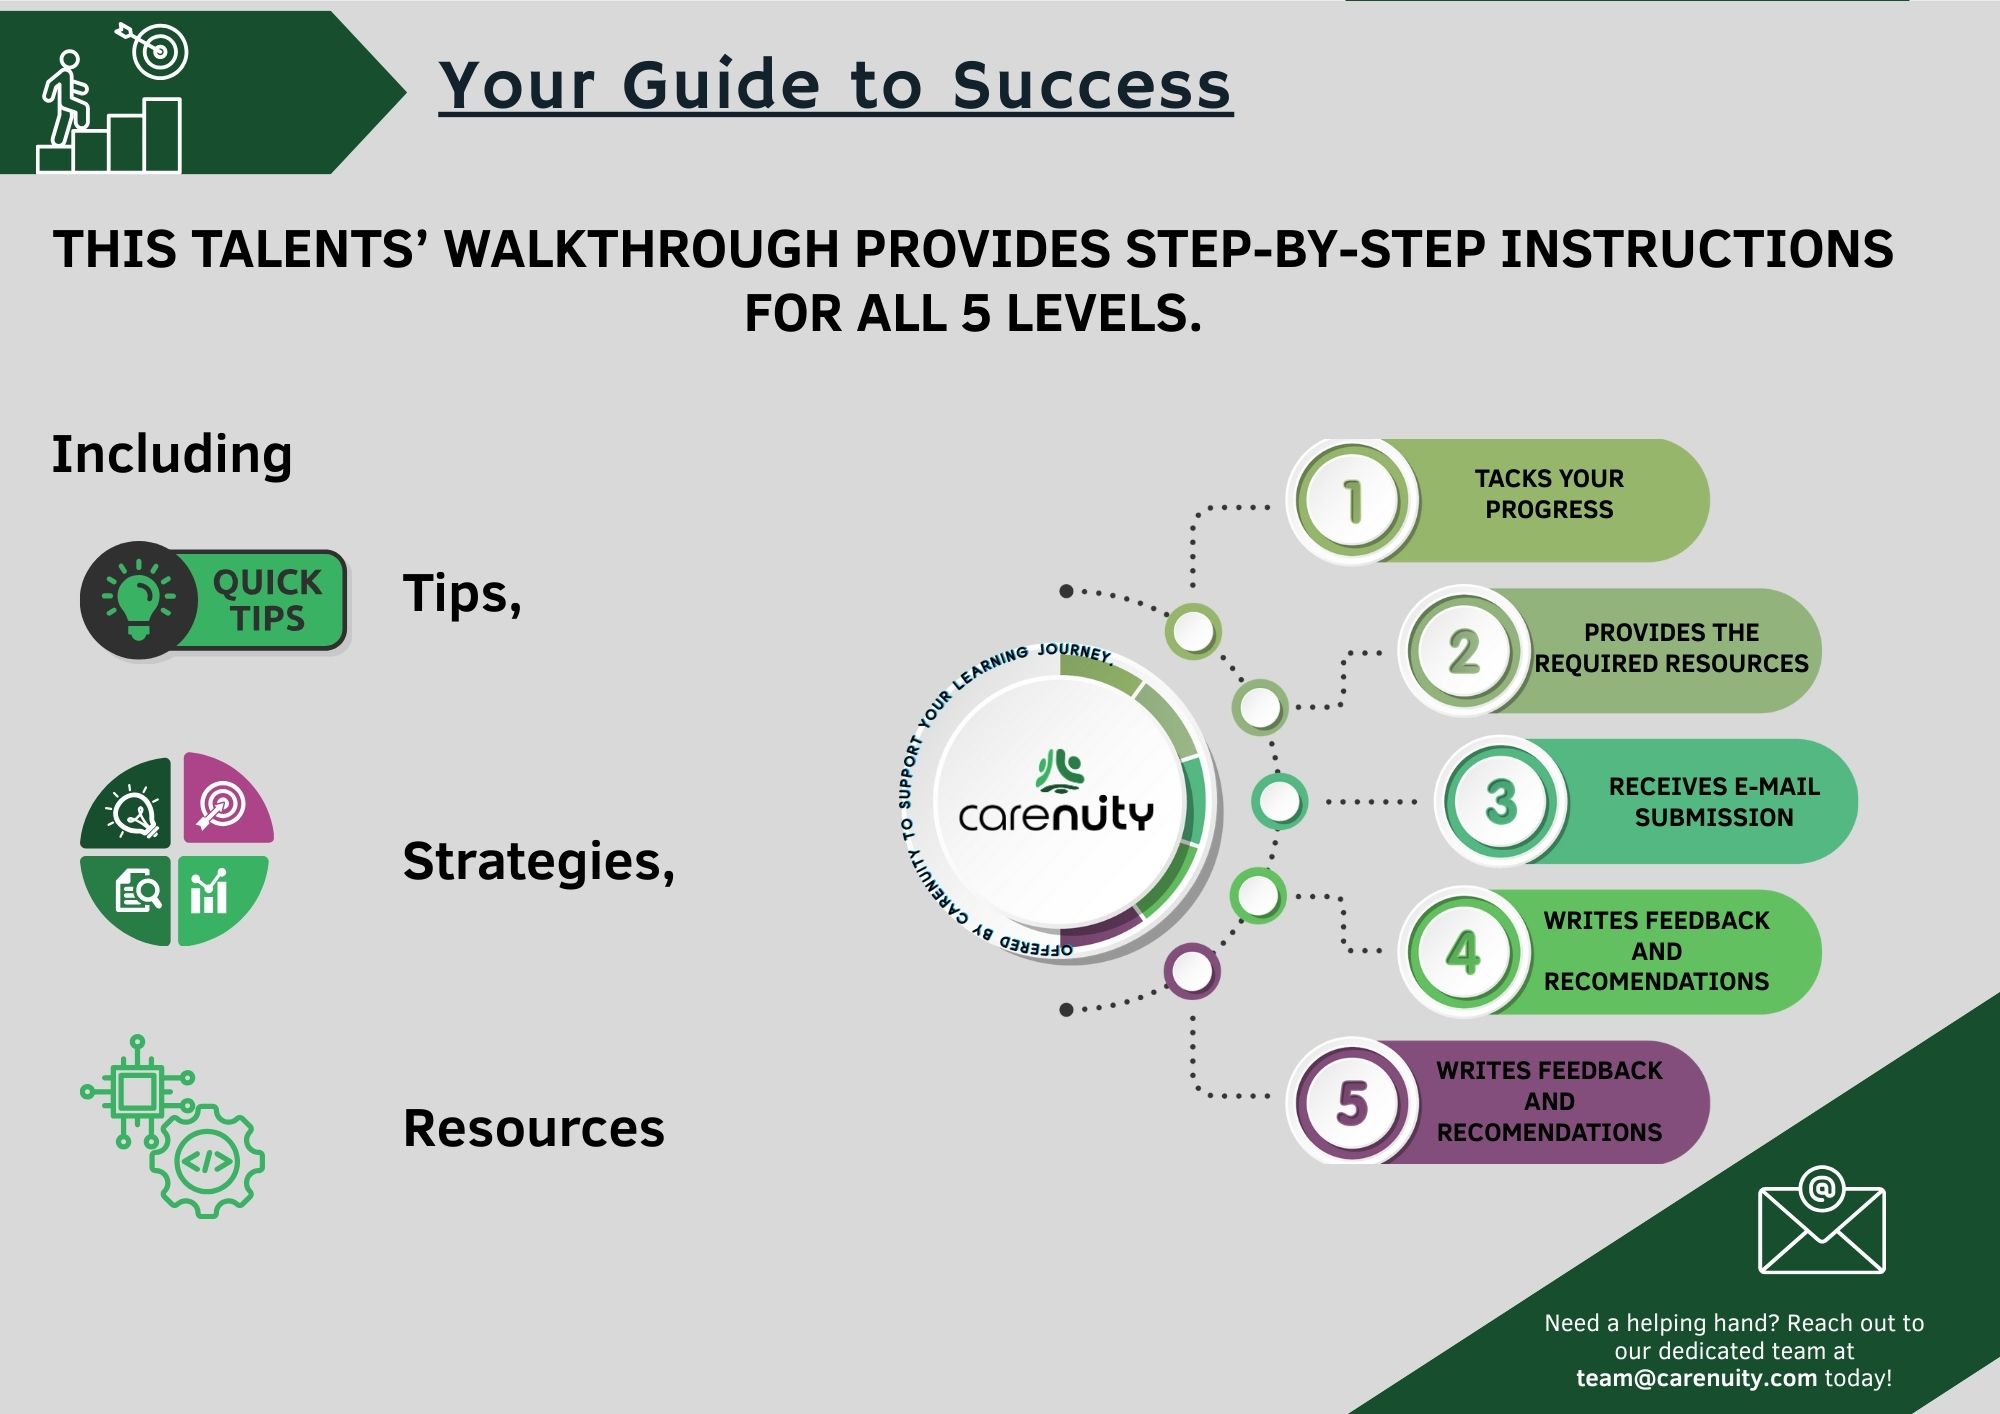 Your Guide to Success
THIS TALENTS’ WALKTHROUGH PROVIDES STEP-BY-STEP INSTRUCTIONS
FOR ALL 5 LEVELS.
Including
QUICK
TIPS
Tips,
Strategies,
Resources
OFFERED BY CARENUITY TO SUPPORT YOUR LEARNING JOURNEY.
carenuity
1
TACKS YOUR
PROGRESS
2
PROVIDES THE
REQUIRED RESOURCES
3
RECEIVES E-MAIL
SUBMISSION
4
WRITES FEEDBACK
AND
RECOMENDATIONS
5
WRITES FEEDBACK
AND
RECOMENDATIONS
@
</>
Need a helping hand? Reach out to
our dedicated team at
team@carenuity.com today!